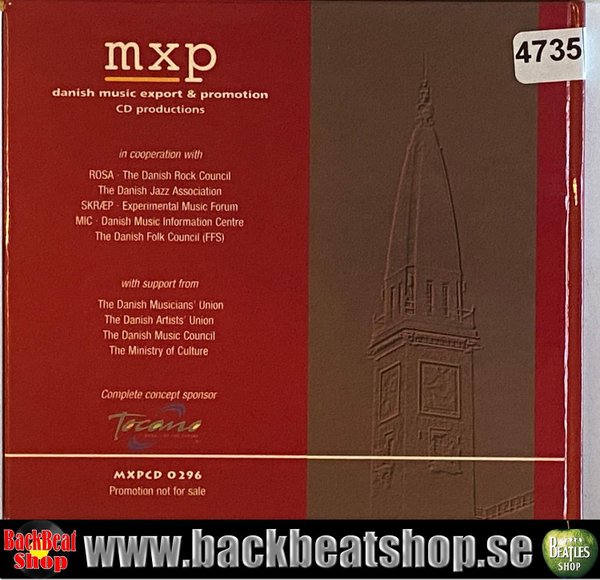 mxp
4735
danish music export & promotion
CD productions
in cooperation with
ROSA · The Danish Rock Council
The Danish Jazz Association
SKRÆP · Experimental Music Forum
MIC · Danish Music Information Centre
The Danish Folk Council (FFS)
with support from
The Danish Musicians' Union
The Danish Artists' Union
The Danish Music Council
The Ministry of Culture
Complete concept sponsor
Tocano
MXPCD 0296
Promotion not for sale
BackBeat
Shop
www.backbeatshop.se
BEATLES
SHOP